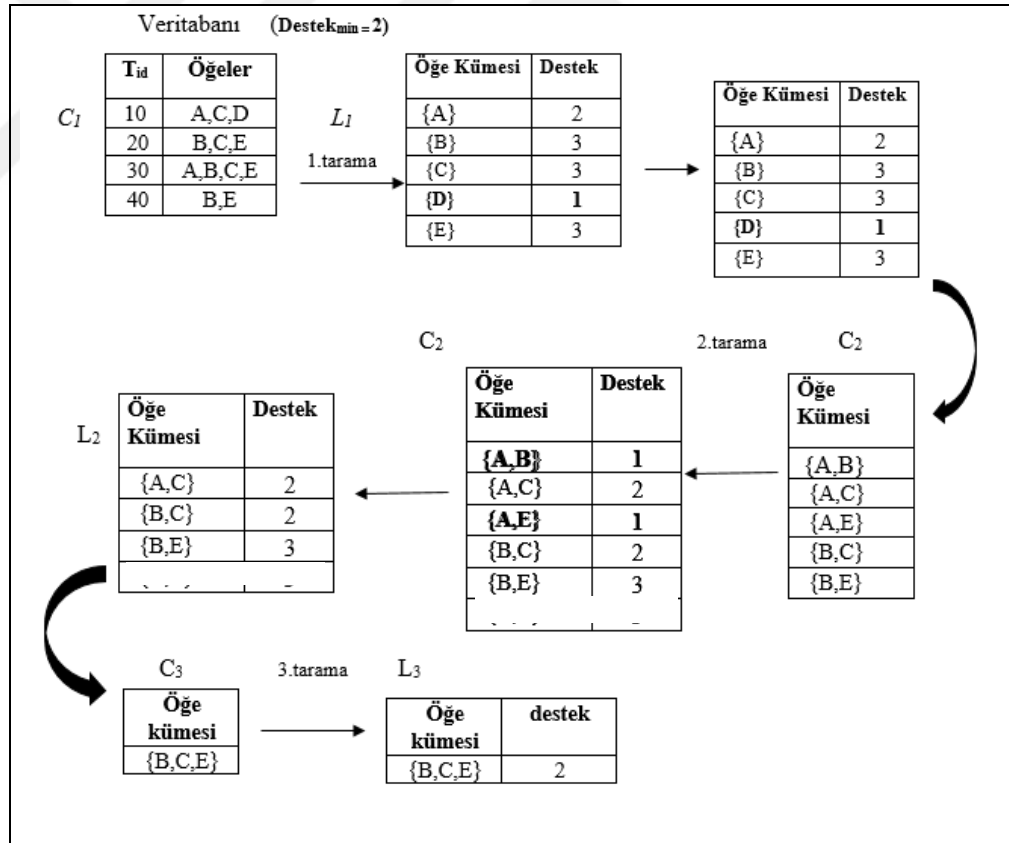 Veritabanı (Destekmin = 2)
Tid Öğeler
10 A,C,D
20 B,C,E
30 A,B,C,E
40 B,E
C1
L1
1.tarama
Öğe Kümesi Destek
{A} 2
{B} 3
{C} 3
{D} 1
{E} 3
Öğe Kümesi Destek
{A} 2
{B} 3
{C} 3
{D} 1
{E} 3
C2
2.tarama
C2
Öğe
Kümesi
{A,B}
{A,C}
{A,E}
{B,C}
{B,E}
Öğe Destek
Kümesi
{A,B} 1
{A,C} 2
{A,E} 1
{B,C} 2
{B,E} 3
L2
Öğe Destek
Kümesi
{A,C} 2
{B,C} 2
{B,E} 3
C3
3.tarama
L3
Öğe
kümesi
{B,C,E}
Öğe destek
kümesi
{B,C,E} 2